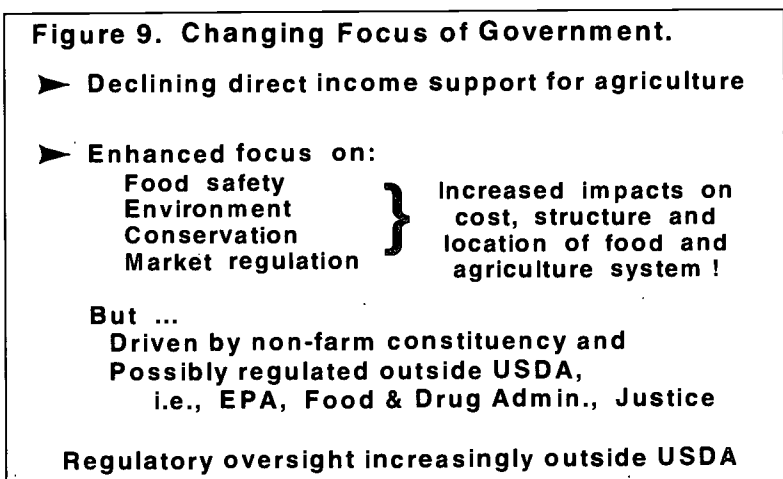 Figure 9. Changing Focus of Government.
➤ Declining direct income support for agriculture
➤ Enhanced focus on:
Food safety
Environment
Conservation
Market regulation
} Increased impacts on
cost, structure and
location of food and
agriculture system !
But ...
Driven by non-farm constituency and
Possibly regulated outside USDA,
i.e., EPA, Food & Drug Admin., Justice
Regulatory oversight increasingly outside USDA